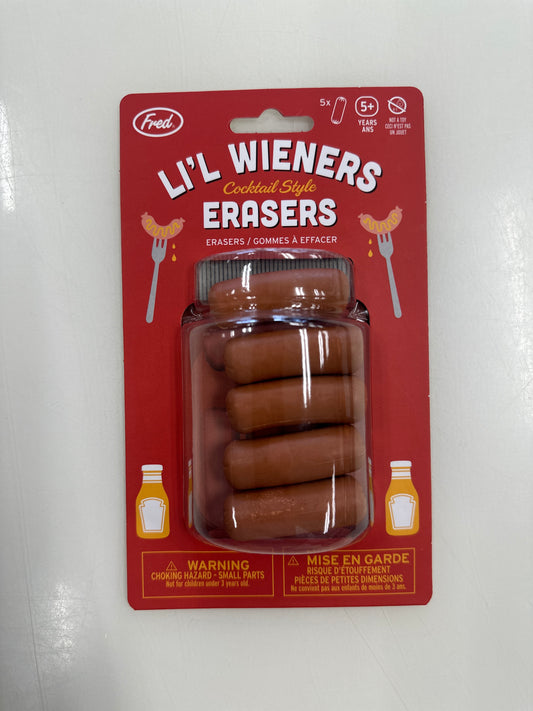 Fred
5x
5+
YEARS
ANS
NOT A TOY
CECI N'EST PAS
UN JOUET
LI'L WIENERS
Cocktail Style
ERASERS
ERASERS / GOMMES À EFFACER
⚠ WARNING
CHOKING HAZARD - SMALL PARTS
Not for children under 3 years old.
⚠ MISE EN GARDE
RISQUE D'ÉTOUFFEMENT
PIÈCES DE PETITES DIMENSIONS
Ne convient pas aux enfants de moins de 3 ans.